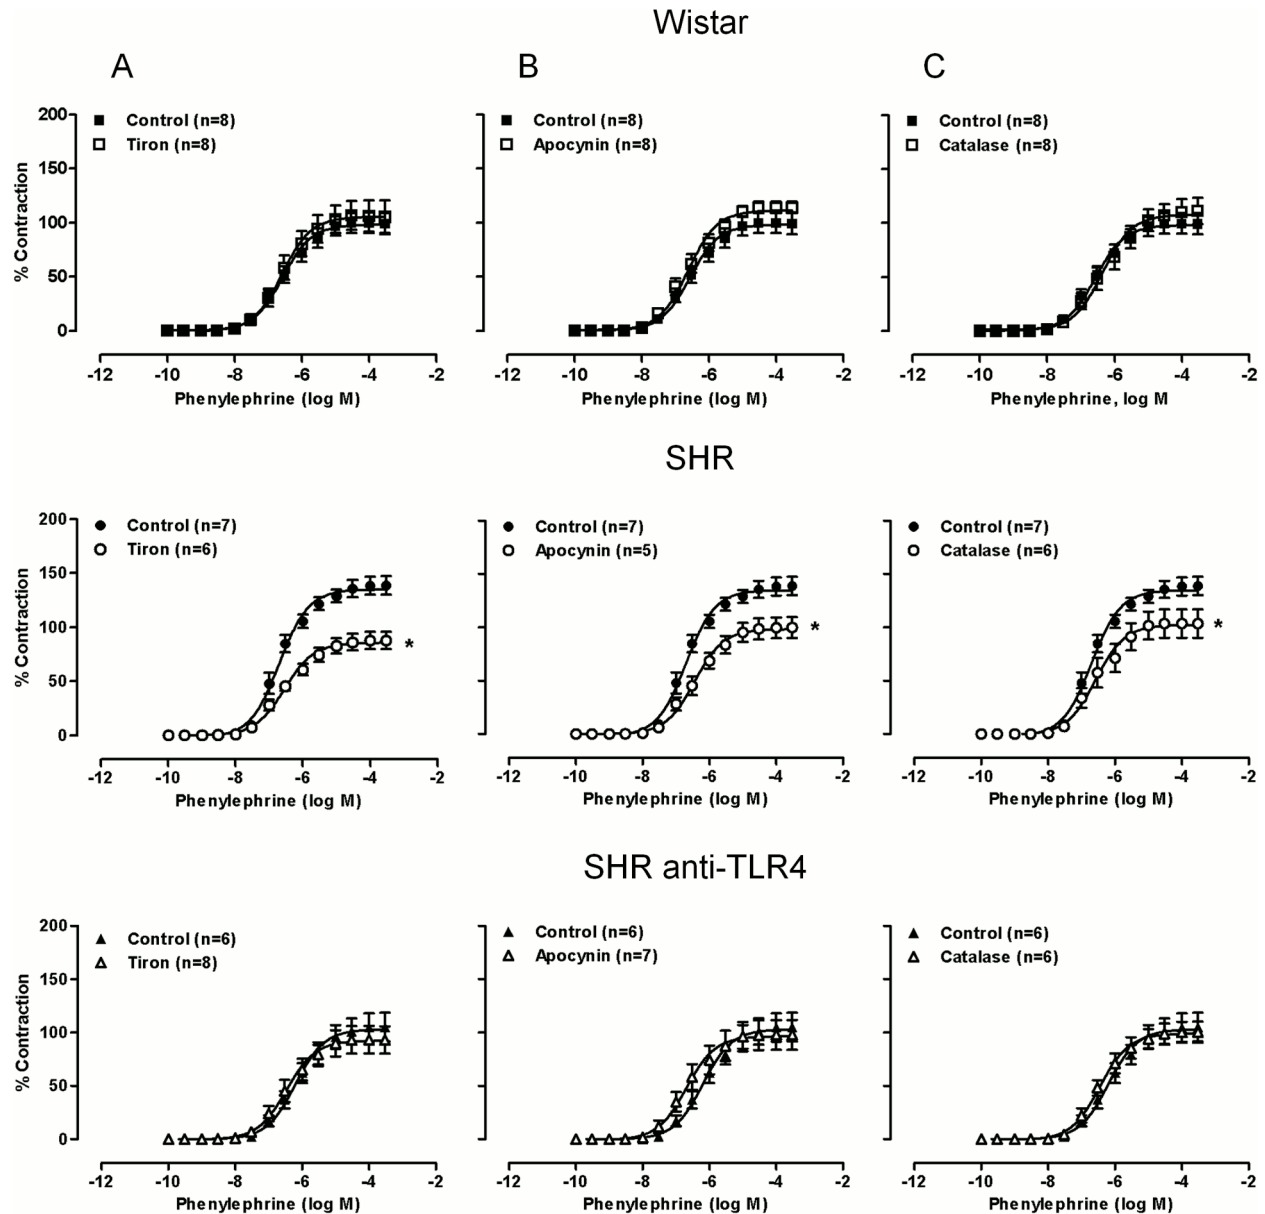 Wistar
A B C
Control (n=8)
Tiron (n=8)
Control (n=8)
Apocynin (n=8)
Control (n=8)
Catalase (n=8)
200
150
100
50
0
% Contraction
-12 -10 -8 -6 -4 -2
Phenylephrine (log M)
-12 -10 -8 -6 -4 -2
Phenylephrine (log M)
-12 -10 -8 -6 -4 -2
Phenylephrine, log M
SHR
Control (n=7)
Tiron (n=6)
Control (n=7)
Apocynin (n=5)
Control (n=7)
Catalase (n=6)
200
150
100
50
0
% Contraction
*
*
*
-12 -10 -8 -6 -4 -2
Phenylephrine (log M)
-12 -10 -8 -6 -4 -2
Phenylephrine (log M)
-12 -10 -8 -6 -4 -2
Phenylephrine (log M)
SHR anti-TLR4
Control (n=6)
Tiron (n=8)
Control (n=6)
Apocynin (n=7)
Control (n=6)
Catalase (n=6)
200
150
100
50
0
% Contraction
-12 -10 -8 -6 -4 -2
Phenylephrine (log M)
-12 -10 -8 -6 -4 -2
Phenylephrine (log M)
-12 -10 -8 -6 -4 -2
Phenylephrine (log M)